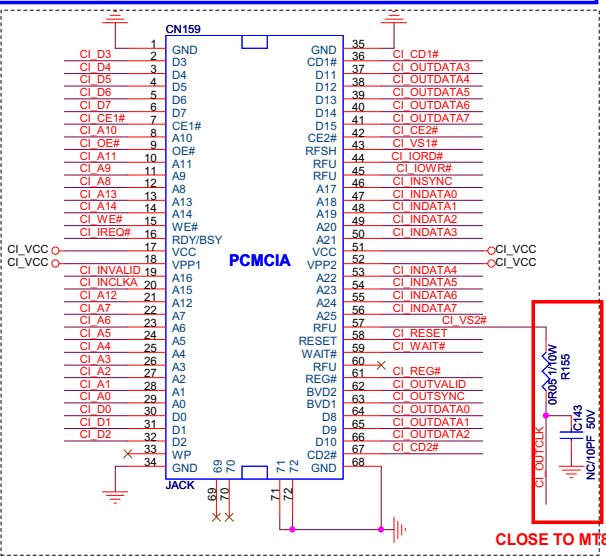 CN159
1 GND GND 35
CI_D3 2 D3 CD1# 36 CI_CD1#
CI_D4 3 D4 D11 37 CI_OUTDATA3
CI_D5 4 D5 D12 38 CI_OUTDATA4
CI_D6 5 D6 D13 39 CI_OUTDATA5
CI_D7 6 D7 D14 40 CI_OUTDATA6
CI_CE1# 7 CE1# D15 41 CI_OUTDATA7
CI_A10 8 A10 CE2# 42 CI_CE2#
CI_OE# 9 OE# RFSH 43 CI_VS1#
CI_A11 10 A11 RFU 44 CI_IORD#
CI_A9 11 A9 RFU 45 CI_IOWR#
CI_A8 12 A8 A17 46 CI_INSYNC
CI_A13 13 A13 A18 47 CI_INDATA0
CI_A14 14 A14 A19 48 CI_INDATA1
CI_WE# 15 WE# A20 49 CI_INDATA2
CI_IREQ# 16 RDY/BSY A21 50 CI_INDATA3
CI_VCC 17 VCC VCC 51 CI_VCC
CI_VCC 18 VPP1 VPP2 52 CI_VCC
PCMCIA
CI_INVALID 19 A16 A22 53 CI_INDATA4
CI_INCLKA 20 A15 A23 54 CI_INDATA5
CI_A12 21 A12 A24 55 CI_INDATA6
CI_A7 22 A7 A25 56 CI_INDATA7
CI_A6 23 A6 RFU 57 CI_VS2#
CI_A5 24 A5 RESET 58 CI_RESET
CI_A4 25 A4 WAIT# 59 CI_WAIT#
CI_A3 26 A3 RFU 60
CI_A2 27 A2 REG# 61 CI_REG#
CI_A1 28 A1 BVD2 62 CI_OUTVALID
CI_A0 29 A0 BVD1 63 CI_OUTSYNC
CI_D0 30 D0 D8 64 CI_OUTDATA0
CI_D1 31 D1 D9 65 CI_OUTDATA1
CI_D2 32 D2 D10 66 CI_OUTDATA2
33 WP CD2# 67 CI_CD2#
34 GND GND 68
69 70 71 72
JACK
69 70 71 72
0R05 1/10W
R155
C143
NC/10PF 50V
CI_OUTCLK
CLOSE TO MT8